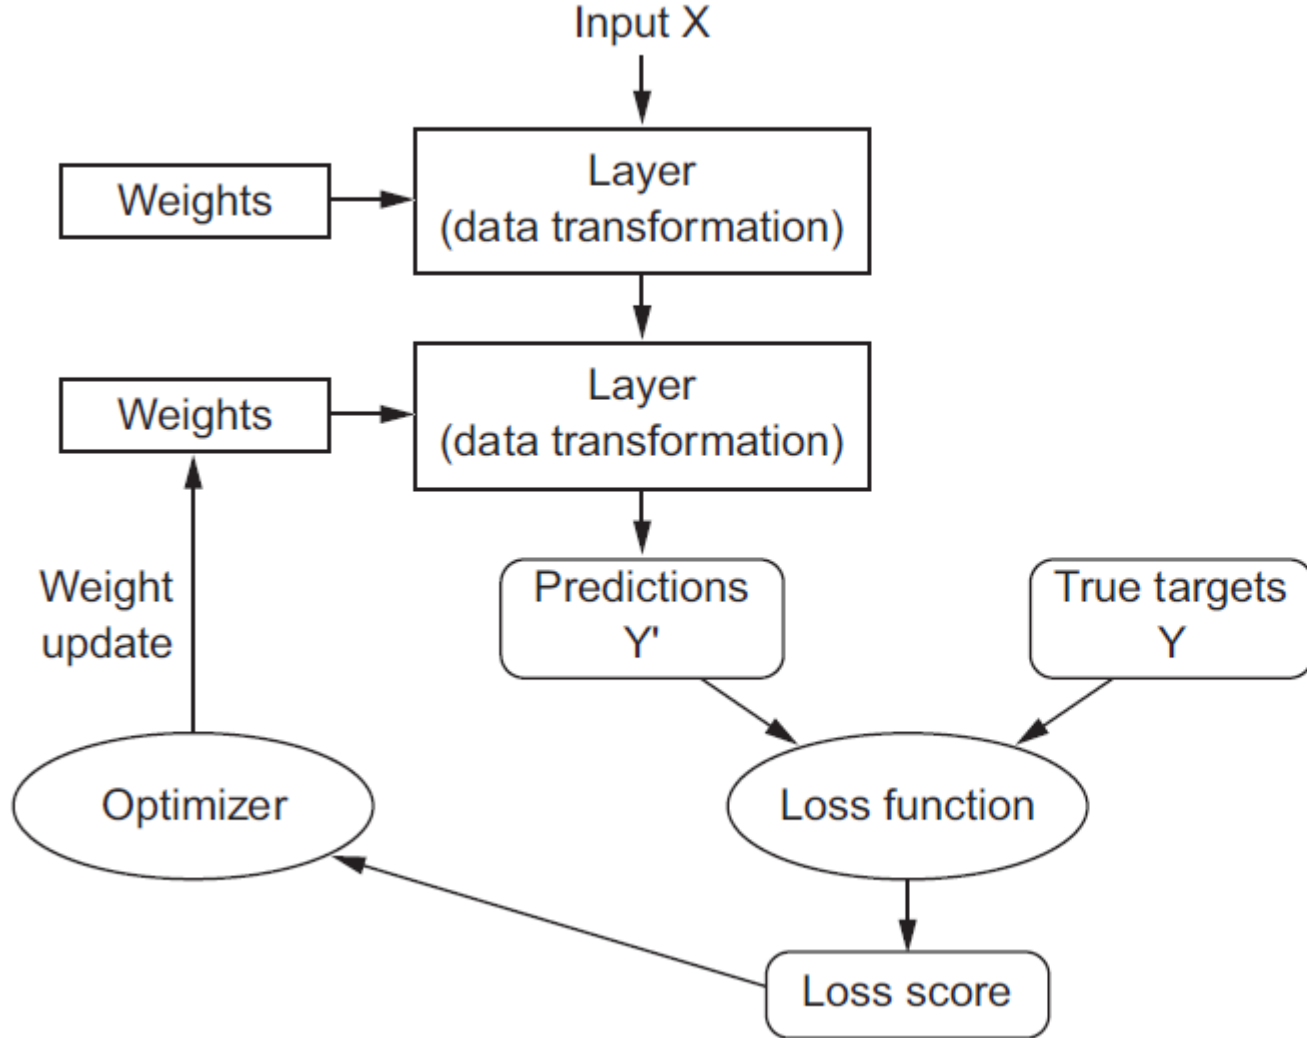 Input X
Layer
(data transformation)
Weights
Layer
(data transformation)
Weights
Weight
update
Predictions
Y'
True targets
Y
Optimizer
Loss function
Loss score